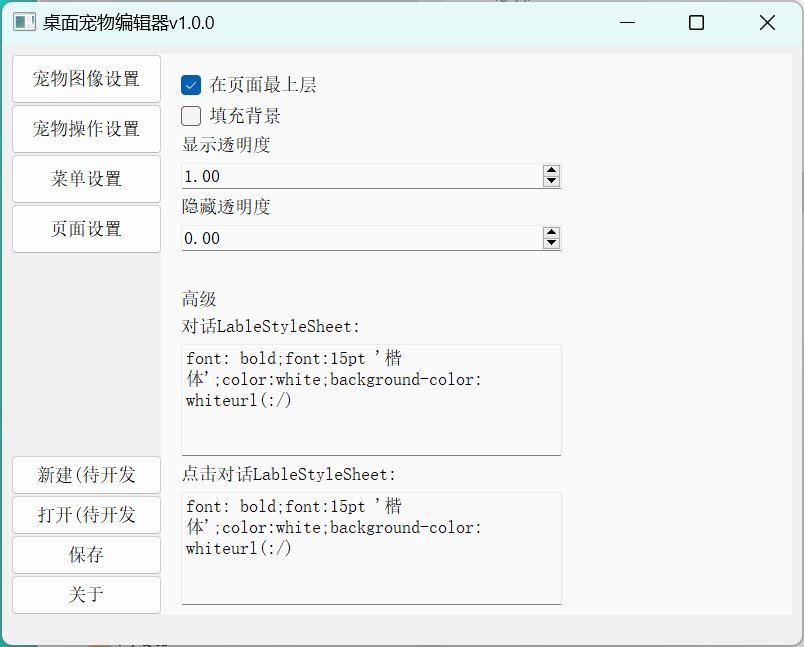 桌面宠物编辑器v1.0.0
宠物图像设置
宠物操作设置
菜单设置
页面设置
新建(待开发
打开(待开发
保存
关于
在页面最上层
填充背景
显示透明度
1.00
隐藏透明度
0.00
高级
对话LableStyleSheet:
font: bold;font:15pt '楷
体';color:white;background-color:
whiteurl(:/)
点击对话LableStyleSheet:
font: bold;font:15pt '楷
体';color:white;background-color:
whiteurl(:/)